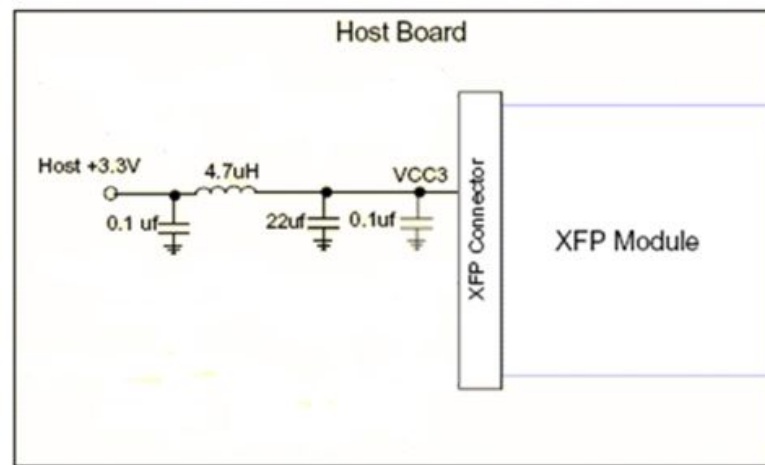 Host Board
Host +3.3V
4.7uH
VCC3
0.1 uf
22uf
0.1uf
XFP Connector
XFP Module